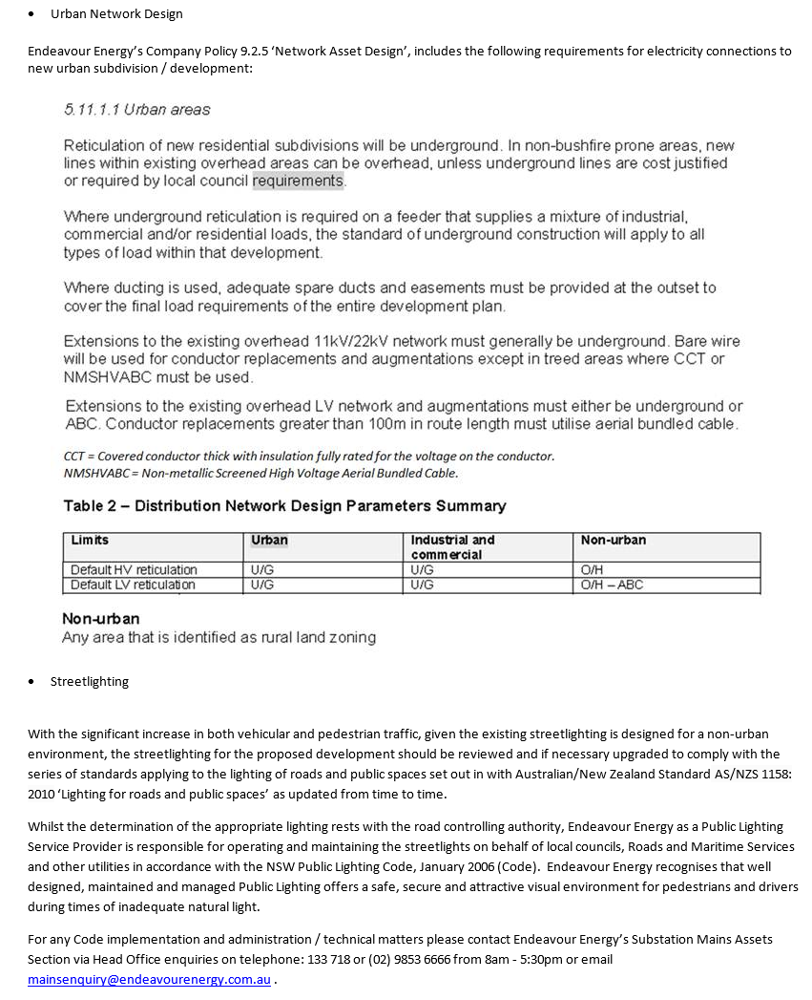 • Urban Network Design
Endeavour Energy's Company Policy 9.2.5 'Network Asset Design', includes the following requirements for electricity connections to
new urban subdivision / development:
5.11.1.1 Urban areas
Reticulation of new residential subdivisions will be underground. In non-bushfire prone areas, new
lines within existing overhead areas can be overhead, unless underground lines are cost justified
or required by local council requirements.
Where underground reticulation is required on a feeder that supplies a mixture of industrial,
commercial and/or residential loads, the standard of underground construction will apply to all
types of load within that development.
Where ducting is used, adequate spare ducts and easements must be provided at the outset to
cover the final load requirements of the entire development plan.
Extensions to the existing overhead 11kV/22kV network must generally be underground. Bare wire
will be used for conductor replacements and augmentations except in treed areas where CCT or
NMSHVABC must be used.
Extensions to the existing overhead LV network and augmentations must either be underground or
ABC. Conductor replacements greater than 100m in route length must utilise aerial bundled cable.
CCT = Covered conductor thick with insulation fully rated for the voltage on the conductor.
NMSHVABC = Non-metallic Screened High Voltage Aerial Bundled Cable.
Table 2 – Distribution Network Design Parameters Summary
Limits Urban Industrial and commercial Non-urban
Default HV reticulation U/G U/G O/H
Default LV reticulation U/G U/G O/H – ABC
Non-urban
Any area that is identified as rural land zoning
• Streetlighting
With the significant increase in both vehicular and pedestrian traffic, given the existing streetlighting is designed for a non-urban
environment, the streetlighting for the proposed development should be reviewed and if necessary upgraded to comply with the
series of standards applying to the lighting of roads and public spaces set out in with Australian/New Zealand Standard AS/NZS 1158:
2010 'Lighting for roads and public spaces' as updated from time to time.
Whilst the determination of the appropriate lighting rests with the road controlling authority, Endeavour Energy as a Public Lighting
Service Provider is responsible for operating and maintaining the streetlights on behalf of local councils, Roads and Maritime Services
and other utilities in accordance with the NSW Public Lighting Code, January 2006 (Code). Endeavour Energy recognises that well
designed, maintained and managed Public Lighting offers a safe, secure and attractive visual environment for pedestrians and drivers
during times of inadequate natural light.
For any Code implementation and administration / technical matters please contact Endeavour Energy's Substation Mains Assets
Section via Head Office enquiries on telephone: 133 718 or (02) 9853 6666 from 8am - 5:30pm or email
mainsenquiry@endeavourenergy.com.au .